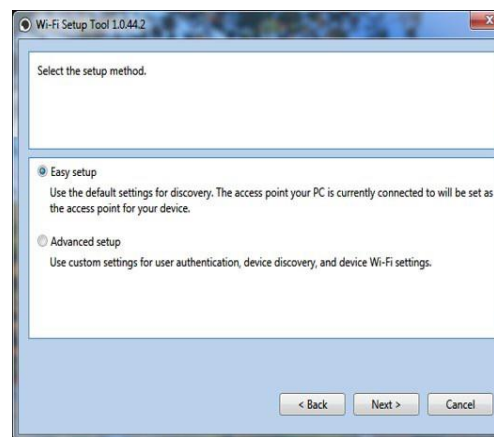 Wi-Fi Setup Tool 1.0.44.2
X
Select the setup method.
Easy setup
Use the default settings for discovery. The access point your PC is currently connected to will be set as
the access point for your device.
Advanced setup
Use custom settings for user authentication, device discovery, and device Wi-Fi settings.
< Back Next > Cancel